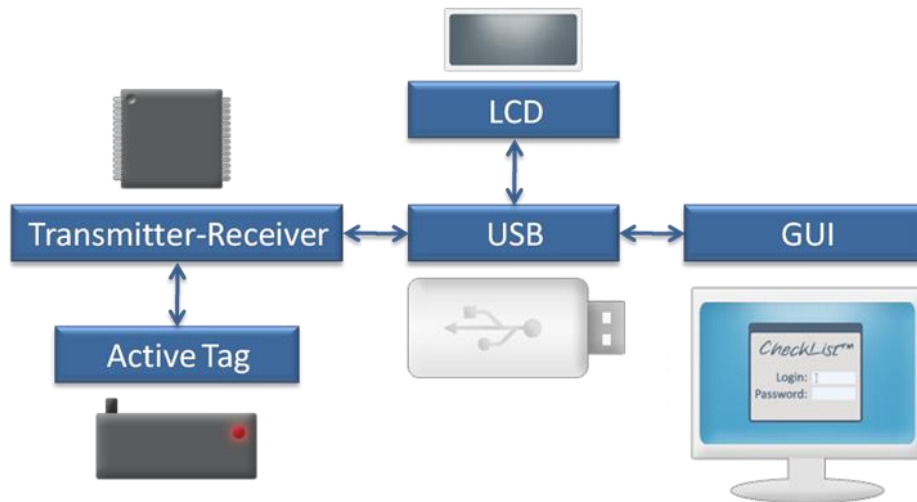 LCD
Transmitter-Receiver
USB
GUI
Active Tag
CheckList™
Login:
Password: